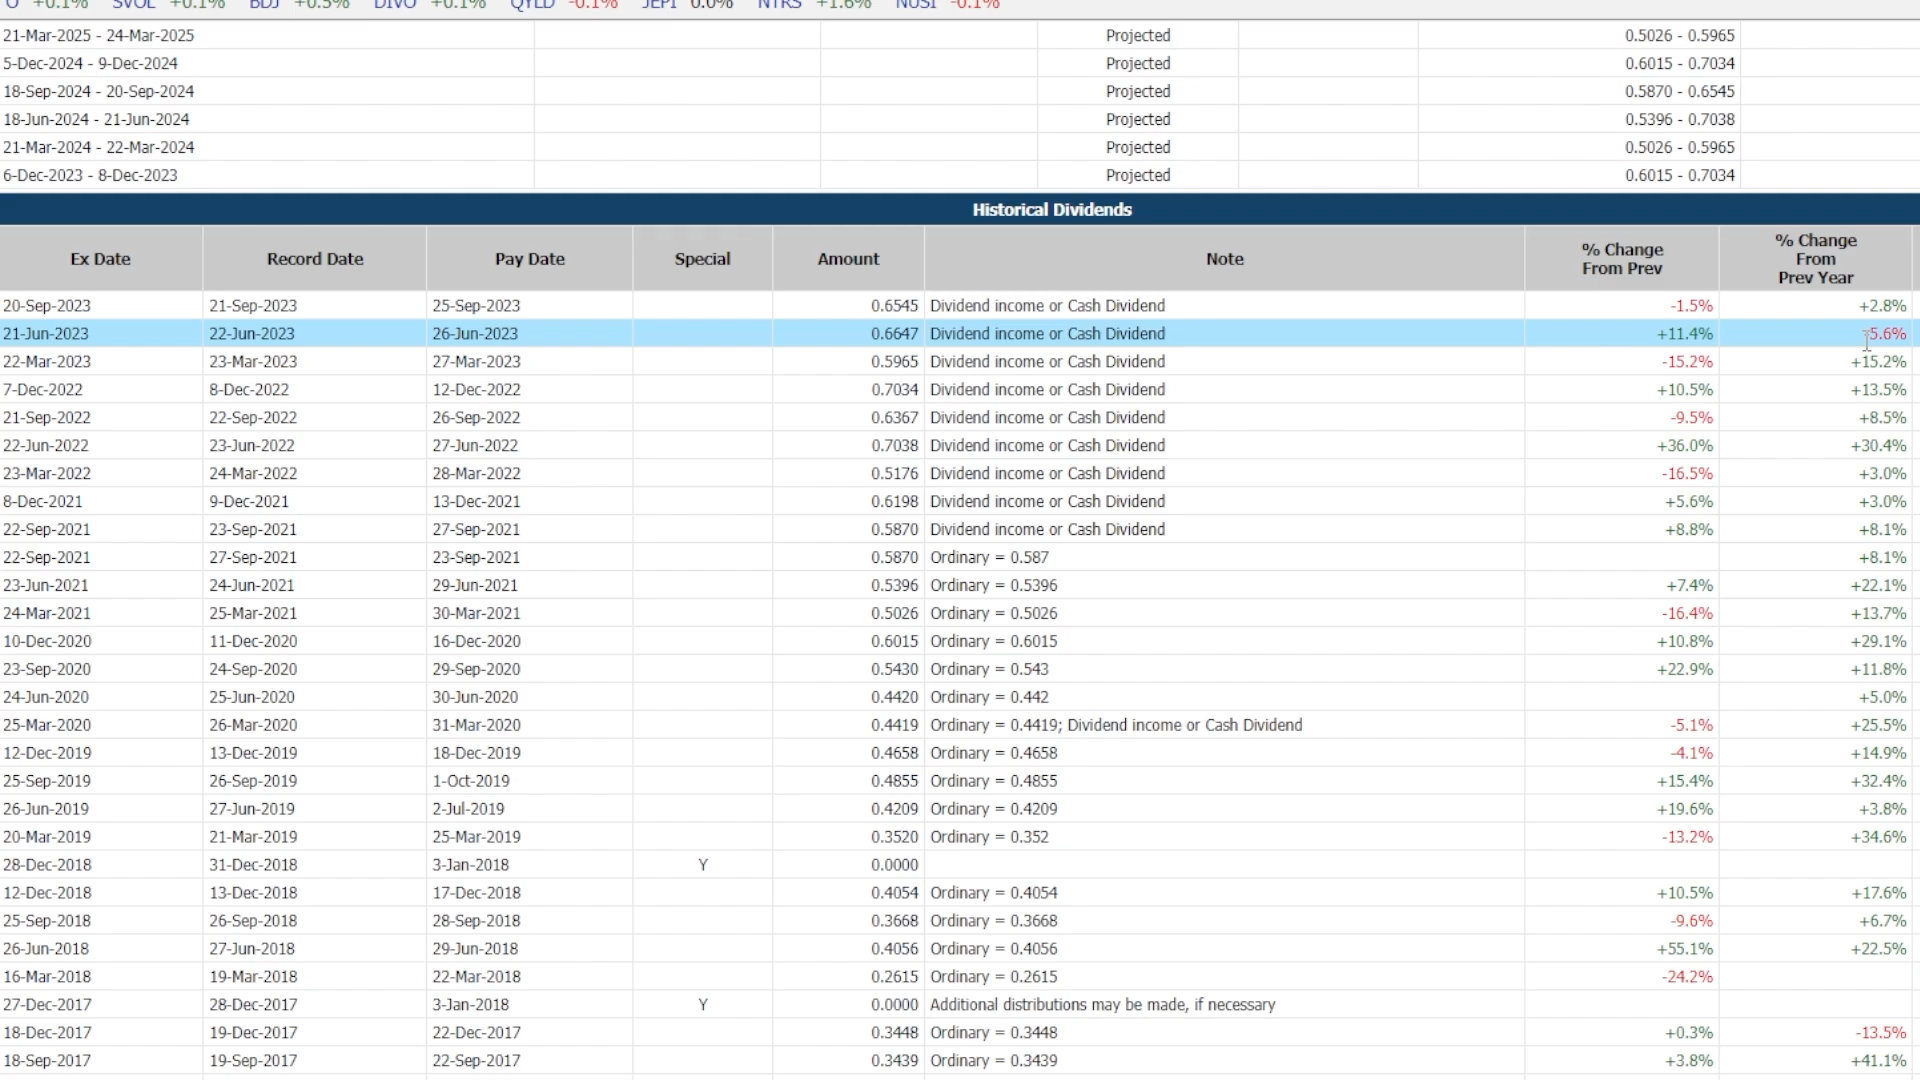 O +0.1% SVOL +0.1% BDJ +0.5% DIVO +0.1% QYLD -0.1% JEPI 0.0% NTRS +1.6% NUSI -0.1%
21-Mar-2025 - 24-Mar-2025 Projected 0.5026 - 0.5965
5-Dec-2024 - 9-Dec-2024 Projected 0.6015 - 0.7034
18-Sep-2024 - 20-Sep-2024 Projected 0.5870 - 0.6545
18-Jun-2024 - 21-Jun-2024 Projected 0.5396 - 0.7038
21-Mar-2024 - 22-Mar-2024 Projected 0.5026 - 0.5965
6-Dec-2023 - 8-Dec-2023 Projected 0.6015 - 0.7034
Historical Dividends
Ex Date Record Date Pay Date Special Amount Note % Change From Prev % Change From Prev Year
20-Sep-2023 21-Sep-2023 25-Sep-2023 0.6545 Dividend income or Cash Dividend -1.5% +2.8%
21-Jun-2023 22-Jun-2023 26-Jun-2023 0.6647 Dividend income or Cash Dividend +11.4% -5.6%
22-Mar-2023 23-Mar-2023 27-Mar-2023 0.5965 Dividend income or Cash Dividend -15.2% +15.2%
7-Dec-2022 8-Dec-2022 12-Dec-2022 0.7034 Dividend income or Cash Dividend +10.5% +13.5%
21-Sep-2022 22-Sep-2022 26-Sep-2022 0.6367 Dividend income or Cash Dividend -9.5% +8.5%
22-Jun-2022 23-Jun-2022 27-Jun-2022 0.7038 Dividend income or Cash Dividend +36.0% +30.4%
23-Mar-2022 24-Mar-2022 28-Mar-2022 0.5176 Dividend income or Cash Dividend -16.5% +3.0%
8-Dec-2021 9-Dec-2021 13-Dec-2021 0.6198 Dividend income or Cash Dividend +5.6% +3.0%
22-Sep-2021 23-Sep-2021 27-Sep-2021 0.5870 Dividend income or Cash Dividend +8.8% +8.1%
22-Sep-2021 27-Sep-2021 23-Sep-2021 0.5870 Ordinary = 0.587 +8.1%
23-Jun-2021 24-Jun-2021 29-Jun-2021 0.5396 Ordinary = 0.5396 +7.4% +22.1%
24-Mar-2021 25-Mar-2021 30-Mar-2021 0.5026 Ordinary = 0.5026 -16.4% +13.7%
10-Dec-2020 11-Dec-2020 16-Dec-2020 0.6015 Ordinary = 0.6015 +10.8% +29.1%
23-Sep-2020 24-Sep-2020 29-Sep-2020 0.5430 Ordinary = 0.543 +22.9% +11.8%
24-Jun-2020 25-Jun-2020 30-Jun-2020 0.4420 Ordinary = 0.442 +5.0%
25-Mar-2020 26-Mar-2020 31-Mar-2020 0.4419 Ordinary = 0.4419; Dividend income or Cash Dividend -5.1% +25.5%
12-Dec-2019 13-Dec-2019 18-Dec-2019 0.4658 Ordinary = 0.4658 -4.1% +14.9%
25-Sep-2019 26-Sep-2019 1-Oct-2019 0.4855 Ordinary = 0.4855 +15.4% +32.4%
26-Jun-2019 27-Jun-2019 2-Jul-2019 0.4209 Ordinary = 0.4209 +19.6% +3.8%
20-Mar-2019 21-Mar-2019 25-Mar-2019 0.3520 Ordinary = 0.352 -13.2% +34.6%
28-Dec-2018 31-Dec-2018 3-Jan-2018 Y 0.0000
12-Dec-2018 13-Dec-2018 17-Dec-2018 0.4054 Ordinary = 0.4054 +10.5% +17.6%
25-Sep-2018 26-Sep-2018 28-Sep-2018 0.3668 Ordinary = 0.3668 -9.6% +6.7%
26-Jun-2018 27-Jun-2018 29-Jun-2018 0.4056 Ordinary = 0.4056 +55.1% +22.5%
16-Mar-2018 19-Mar-2018 22-Mar-2018 0.2615 Ordinary = 0.2615 -24.2%
27-Dec-2017 28-Dec-2017 3-Jan-2018 Y 0.0000 Additional distributions may be made, if necessary
18-Dec-2017 19-Dec-2017 22-Dec-2017 0.3448 Ordinary = 0.3448 +0.3% -13.5%
18-Sep-2017 19-Sep-2017 22-Sep-2017 0.3439 Ordinary = 0.3439 +3.8% +41.1%